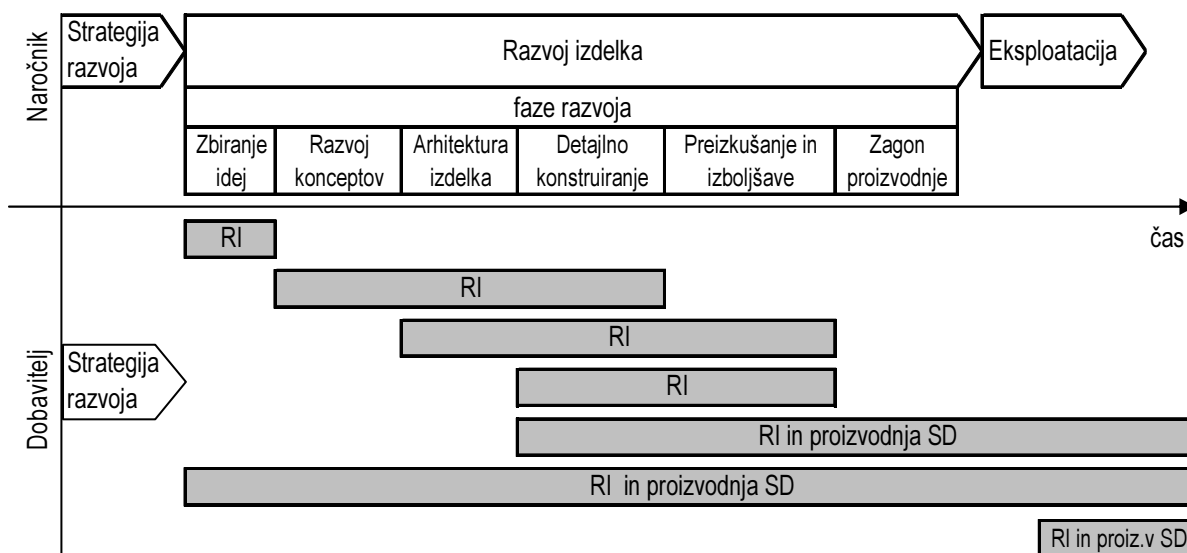 Naročnik
Strategija
razvoja
Razvoj izdelka
Eksploatacija
faze razvoja
Zbiranje
idej
Razvoj
konceptov
Arhitektura
izdelka
Detajlno
konstruiranje
Preizkušanje in
izboljšave
Zagon
proizvodnje
čas
Dobavitelj
RI
RI
RI
Strategija
razvoja
RI
RI in proizvodnja SD
RI in proizvodnja SD
RI in proiz.v SD